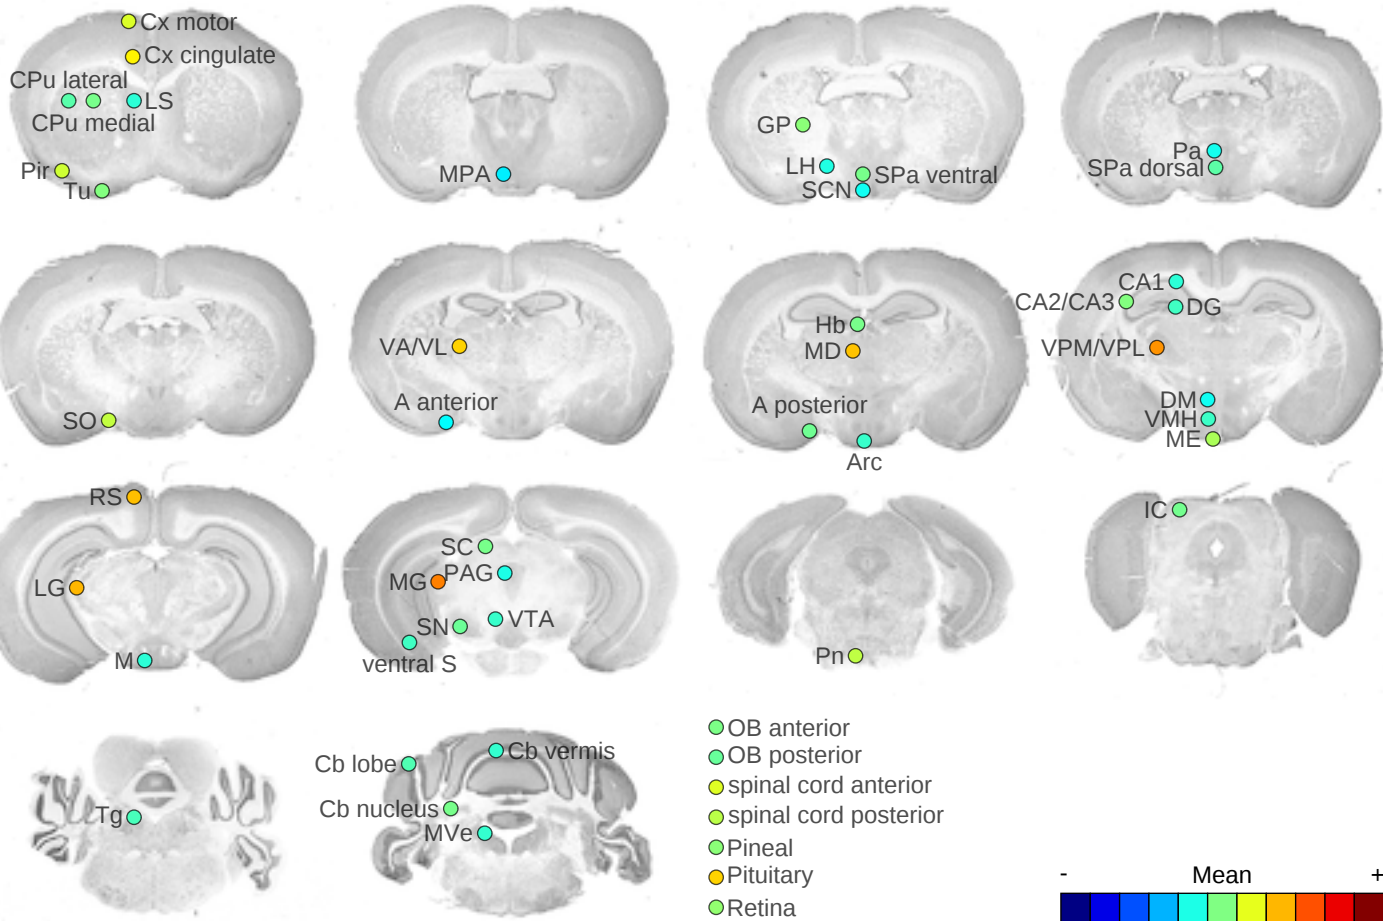 Cx motor
Cx cingulate
CPu lateral
LS
CPu medial
Pir
Tu
MPA
GP
LH
SPa ventral
SCN
Pa
SPa dorsal
SO
VA/VL
A anterior
Hb
MD
A posterior
Arc
CA1
CA2/CA3
DG
VPM/VPL
DM
VMH
ME
RS
LG
M
SC
MG
PAG
SN
VTA
ventral S
Pn
IC
Tg
Cb lobe
Cb vermis
Cb nucleus
MVe
OB anterior
OB posterior
spinal cord anterior
spinal cord posterior
Pineal
Pituitary
Retina
- Mean +